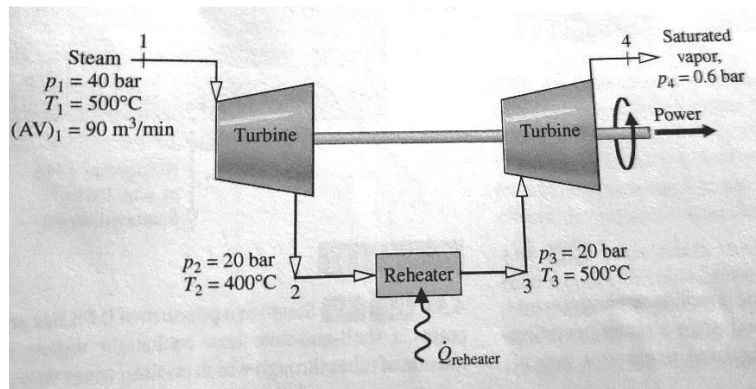 1
Steam
p₁ = 40 bar
T₁ = 500°C
(AV)₁ = 90 m³/min
Turbine
p₂ = 20 bar
T₂ = 400°C
2
Reheater
Q̇reheater
p₃ = 20 bar
T₃ = 500°C
3
Turbine
4
Saturated
vapor,
p₄ = 0.6 bar
Power